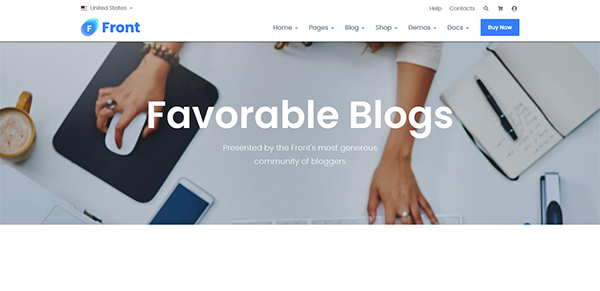 United States
Help Contacts
F Front
Home Pages Blog Shop Demos Docs Buy Now
Favorable Blogs
Presented by the Front's most generous
community of bloggers